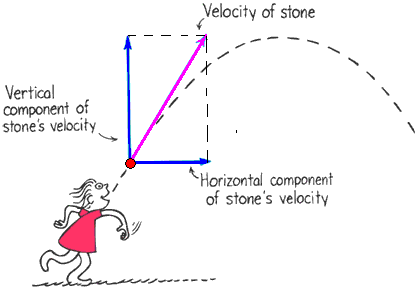 Velocity of stone
Vertical
component of
stone's velocity
Horizontal component
of stone's velocity